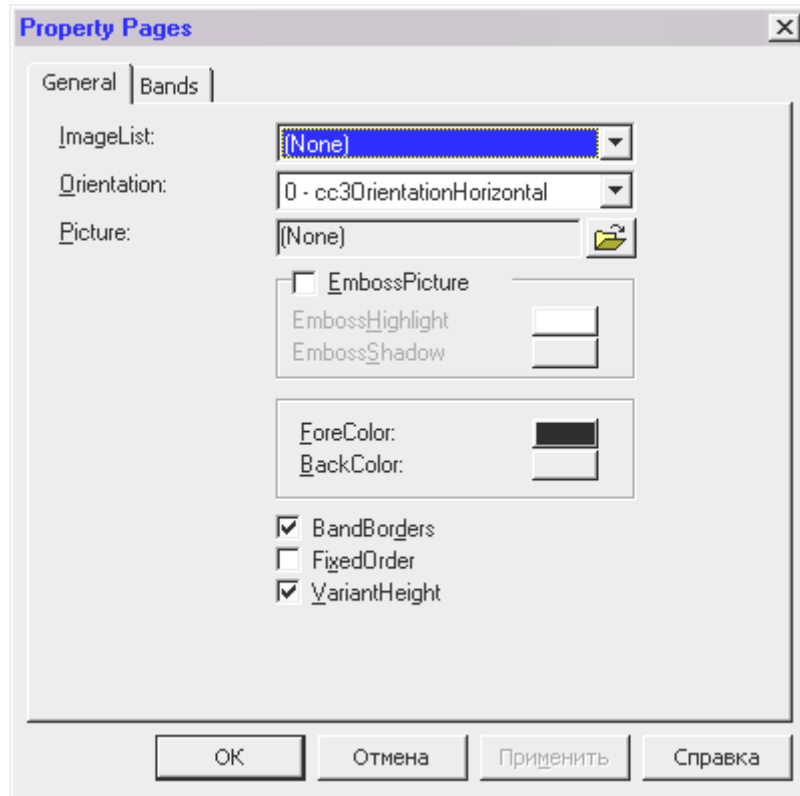 Property Pages
General Bands
ImageList: (None)
Orientation: 0 - cc3OrientationHorizontal
Picture: (None)
EmbossPicture
EmbossHighlight
EmbossShadow
ForeColor:
BackColor:
BandBorders
FixedOrder
VariantHeight
OK Отмена Применить Справка